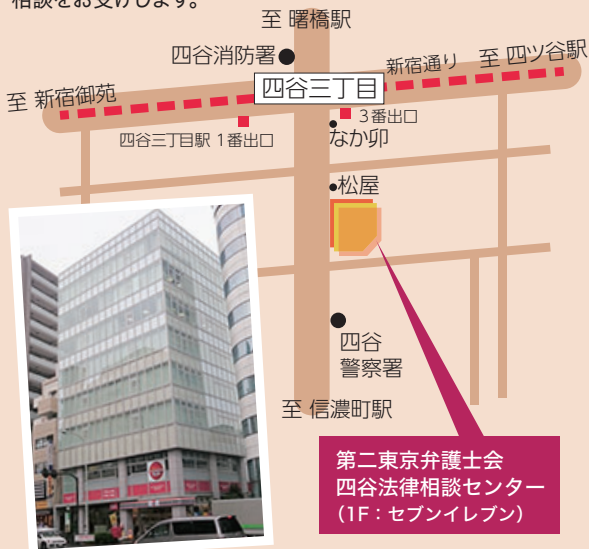 相談をお受けします。
至 曙橋駅
四谷消防署
新宿通り
至 四ツ谷駅
四谷三丁目
至 新宿御苑
3番出口
四谷三丁目駅 1番出口
なか卯
松屋
四谷
警察署
至 信濃町駅
第二東京弁護士会
四谷法律相談センター
(1F：セブンイレブン)